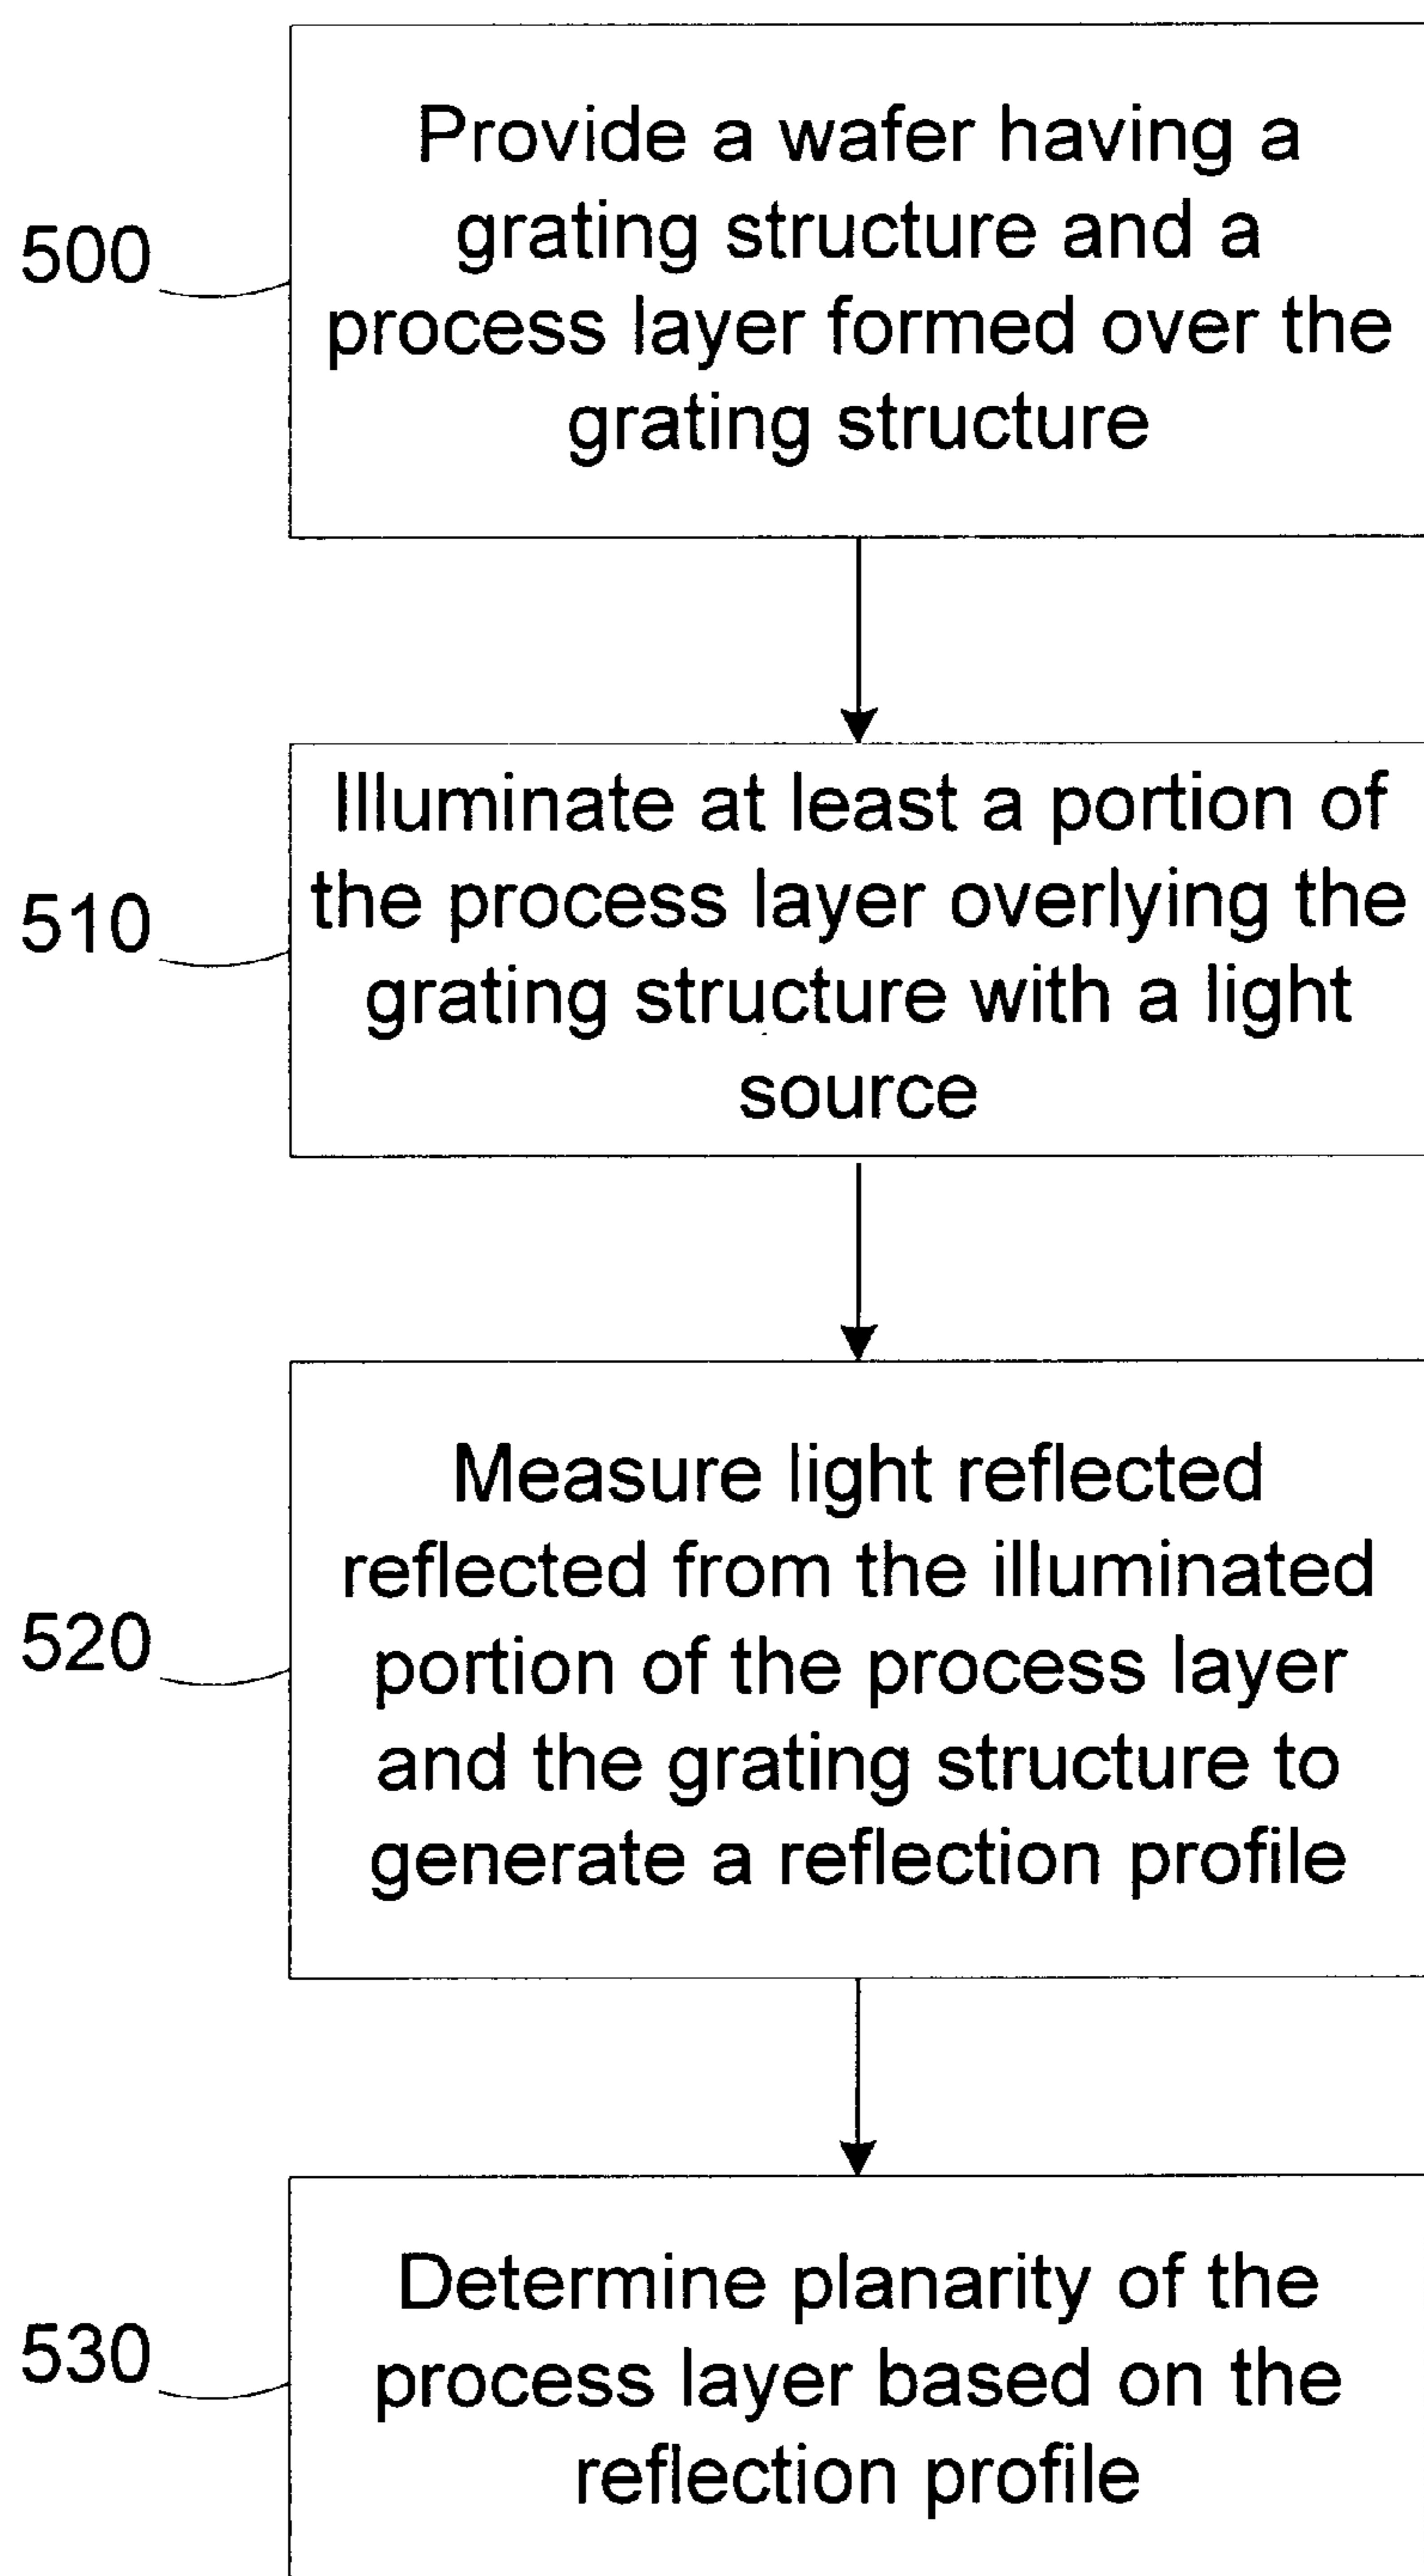 Provide a wafer having a
grating structure and a
500
process layer formed over the
grating structure
Illuminate at least a portion of
the process layer overlying the
510
grating structure with a light
source
Measure light reflected
reflected from the illuminated
520
portion of the process layer
and the grating structure to
generate a reflection profile
Determine planarity of the
530
process layer based on the
reflection profile